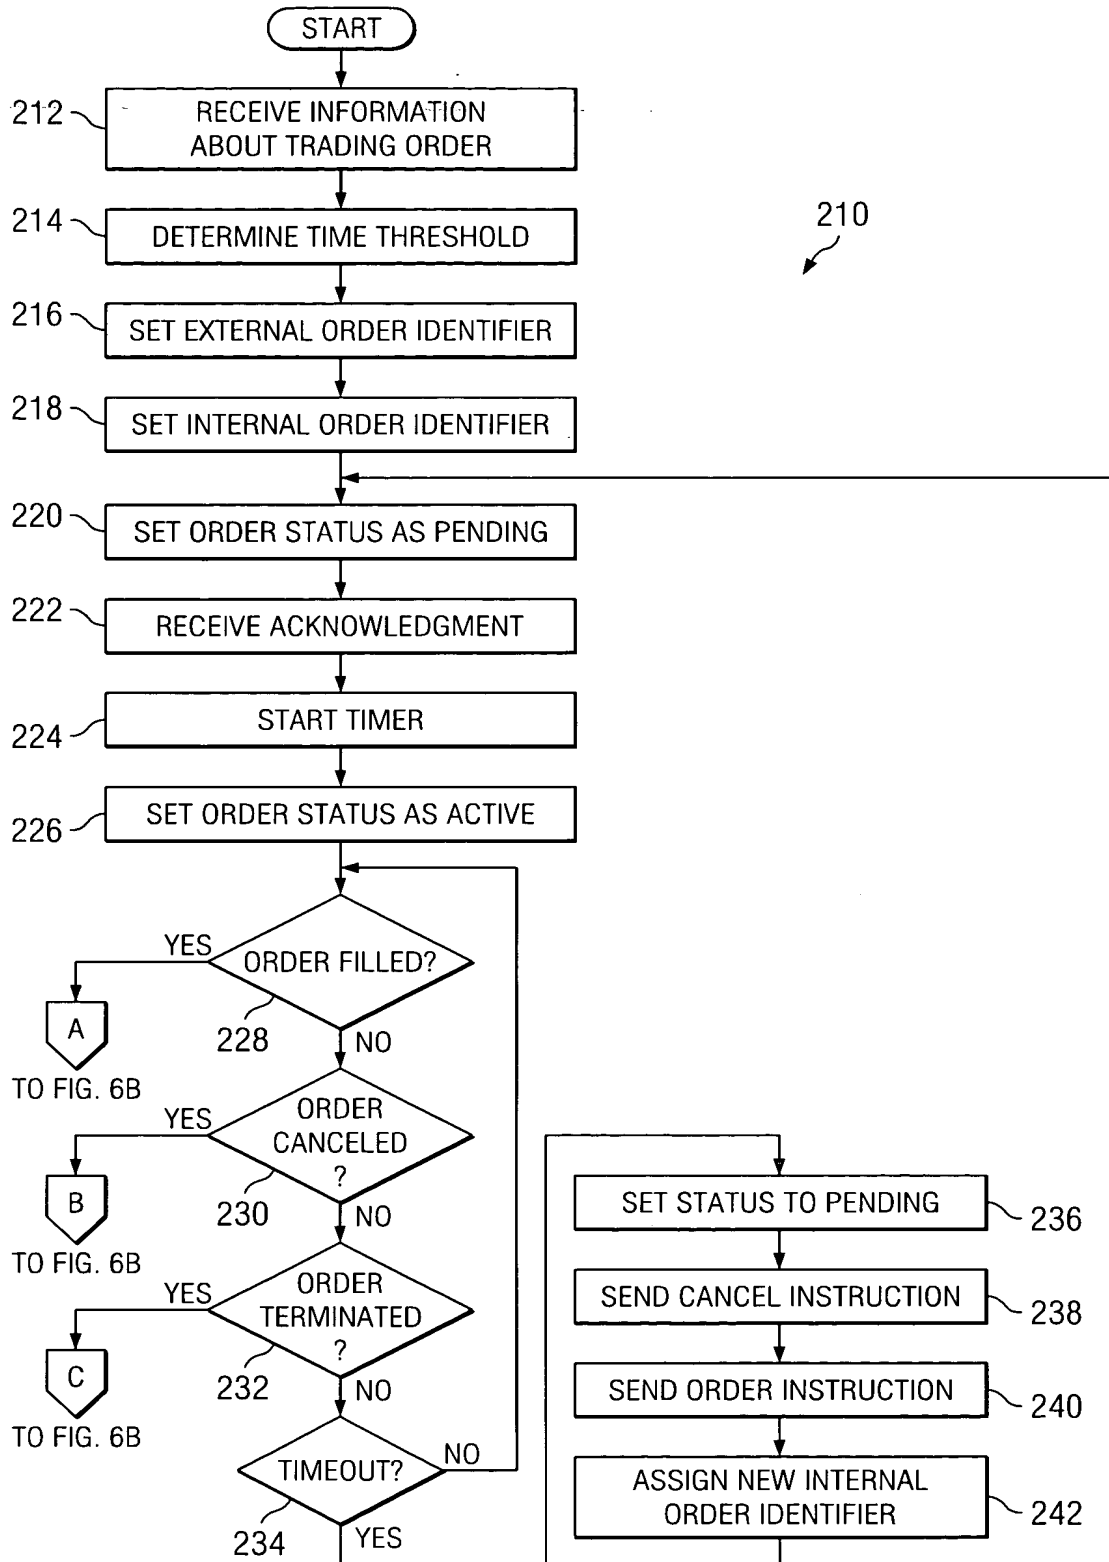 START
212
RECEIVE INFORMATION
ABOUT TRADING ORDER
214
DETERMINE TIME THRESHOLD
210
216
SET EXTERNAL ORDER IDENTIFIER
218
SET INTERNAL ORDER IDENTIFIER
220
SET ORDER STATUS AS PENDING
222
RECEIVE ACKNOWLEDGMENT
224
START TIMER
226
SET ORDER STATUS AS ACTIVE
YES
ORDER FILLED?
228
NO
A
TO FIG. 6B
YES
ORDER
CANCELED
?
230
NO
B
TO FIG. 6B
YES
ORDER
TERMINATED
?
232
NO
C
TO FIG. 6B
TIMEOUT?
NO
234
YES
SET STATUS TO PENDING
236
SEND CANCEL INSTRUCTION
238
SEND ORDER INSTRUCTION
240
ASSIGN NEW INTERNAL
ORDER IDENTIFIER
242